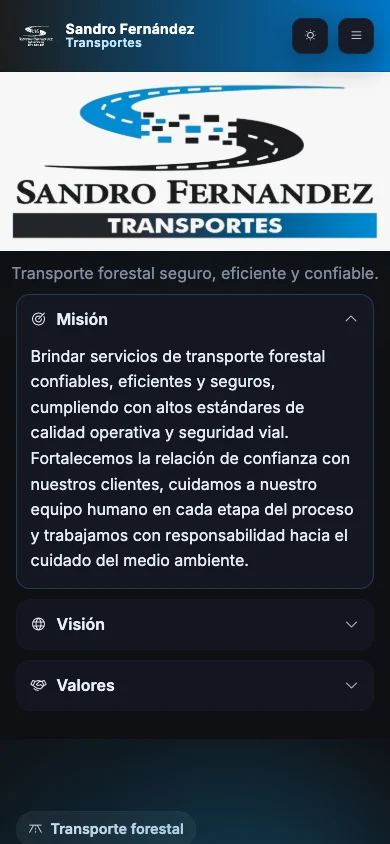 Sandro Fernández
Transportes
SANDRO FERNANDEZ
TRANSPORTES
Transporte forestal seguro, eficiente y confiable.
Misión
Brindar servicios de transporte forestal
confiables, eficientes y seguros,
cumpliendo con altos estándares de
calidad operativa y seguridad vial.
Fortalecemos la relación de confianza con
nuestros clientes, cuidamos a nuestro
equipo humano en cada etapa del proceso
y trabajamos con responsabilidad hacia el
cuidado del medio ambiente.
Visión
Valores
Transporte forestal